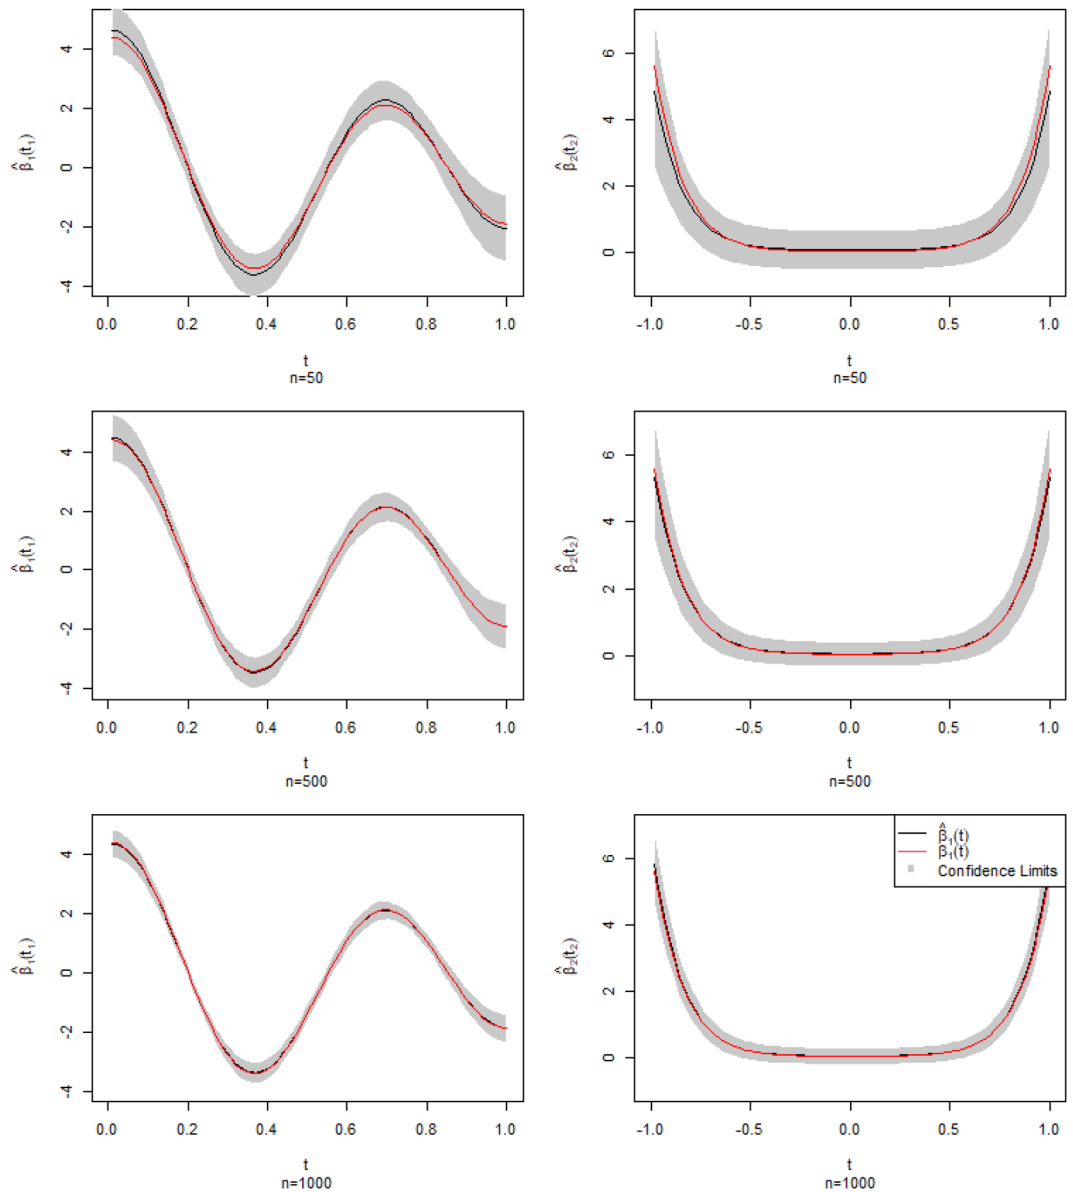 4
2
0
-2
-4
β̂₁(t₁)
0.0 0.2 0.4 0.6 0.8 1.0
t
n=50
6
4
2
0
β̂₂(t₂)
-1.0 -0.5 0.0 0.5 1.0
t
n=50
4
2
0
-2
-4
β̂₁(t₁)
0.0 0.2 0.4 0.6 0.8 1.0
t
n=500
6
4
2
0
β̂₂(t₂)
-1.0 -0.5 0.0 0.5 1.0
t
n=500
4
2
0
-2
-4
β̂₁(t₁)
0.0 0.2 0.4 0.6 0.8 1.0
t
n=1000
6
4
2
0
β̂₂(t₂)
β̂₁(t)
β₁(t)
Confidence Limits
-1.0 -0.5 0.0 0.5 1.0
t
n=1000